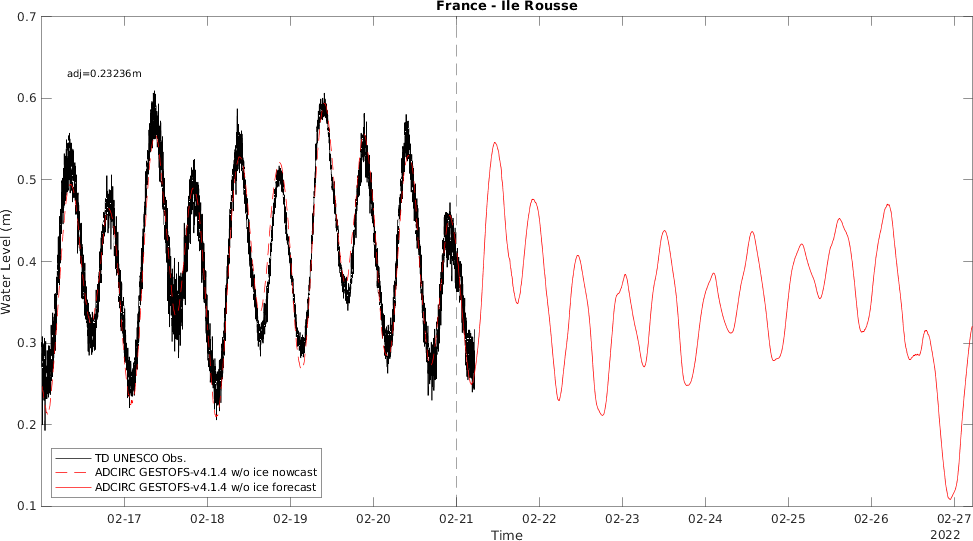 France - Ile Rousse
adj=0.23236m
Water Level (m)
0.7
0.6
0.5
0.4
0.3
0.2
0.1
TD UNESCO Obs.
ADCIRC GESTOFS-v4.1.4 w/o ice nowcast
ADCIRC GESTOFS-v4.1.4 w/o ice forecast
02-17 02-18 02-19 02-20 02-21 02-22 02-23 02-24 02-25 02-26 02-27
Time
2022